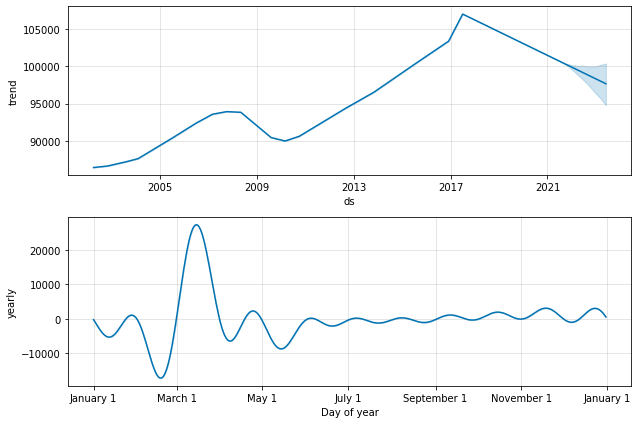 105000
100000
95000
90000
trend
2005
2009
2013
2017
2021
ds
20000
10000
0
−10000
yearly
January 1
March 1
May 1
July 1
September 1
November 1
January 1
Day of year